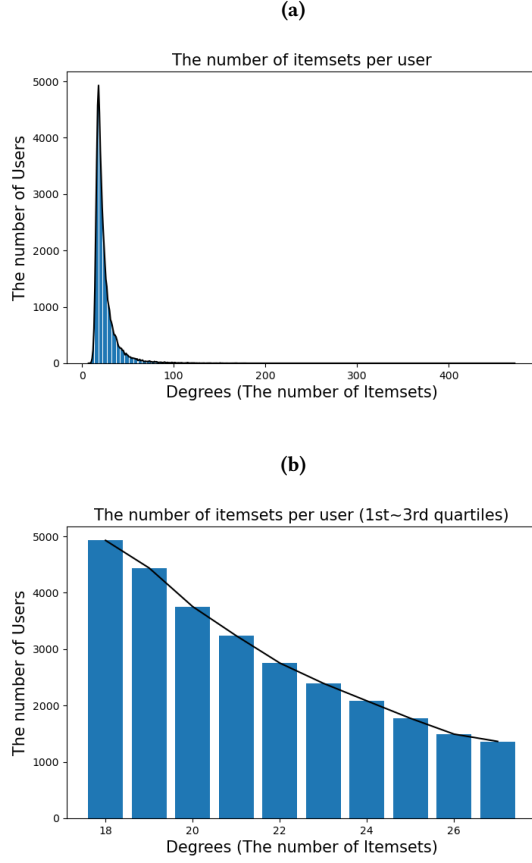 (a)
The number of itemsets per user
5000
4000
3000
2000
1000
0
The number of Users
0 100 200 300 400
Degrees (The number of Itemsets)
(b)
The number of itemsets per user (1st~3rd quartiles)
5000
4000
3000
2000
1000
0
The number of Users
18 20 22 24 26
Degrees (The number of Itemsets)